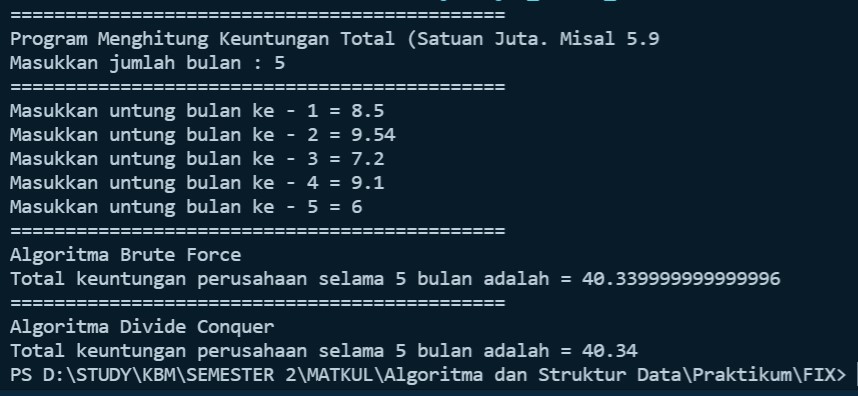 =============================================
Program Menghitung Keuntungan Total (Satuan Juta. Misal 5.9
Masukkan jumlah bulan : 5
=============================================
Masukkan untung bulan ke - 1 = 8.5
Masukkan untung bulan ke - 2 = 9.54
Masukkan untung bulan ke - 3 = 7.2
Masukkan untung bulan ke - 4 = 9.1
Masukkan untung bulan ke - 5 = 6
=============================================
Algoritma Brute Force
Total keuntungan perusahaan selama 5 bulan adalah = 40.339999999999996
=============================================
Algoritma Divide Conquer
Total keuntungan perusahaan selama 5 bulan adalah = 40.34
PS D:\STUDY\KBM\SEMESTER 2\MATKUL\Algoritma dan Struktur Data\Praktikum\FIX>